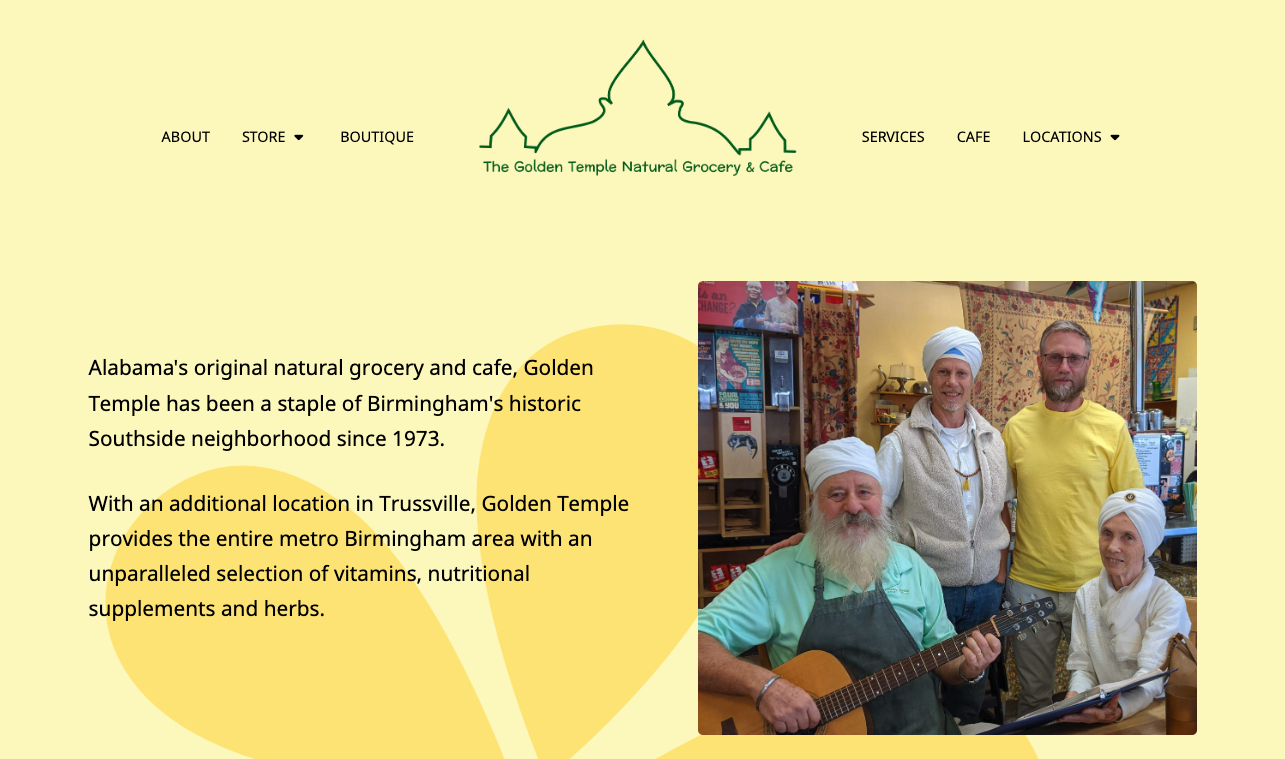 ABOUT
STORE
BOUTIQUE
The Golden Temple Natural Grocery & Cafe
SERVICES
CAFE
LOCATIONS
Alabama's original natural grocery and cafe, Golden
Temple has been a staple of Birmingham's historic
Southside neighborhood since 1973.
With an additional location in Trussville, Golden Temple
provides the entire metro Birmingham area with an
unparalleled selection of vitamins, nutritional
supplements and herbs.
CHANGE?